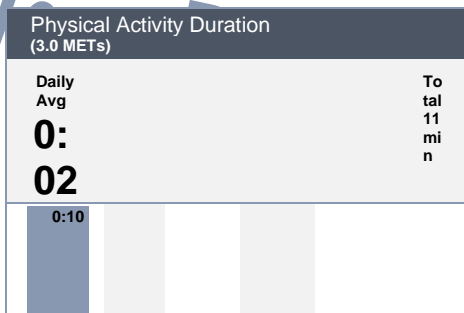 Physical Activity Duration
(3.0 METs)
Daily
Avg
0:
02
To
tal
11
mi
n
0:10